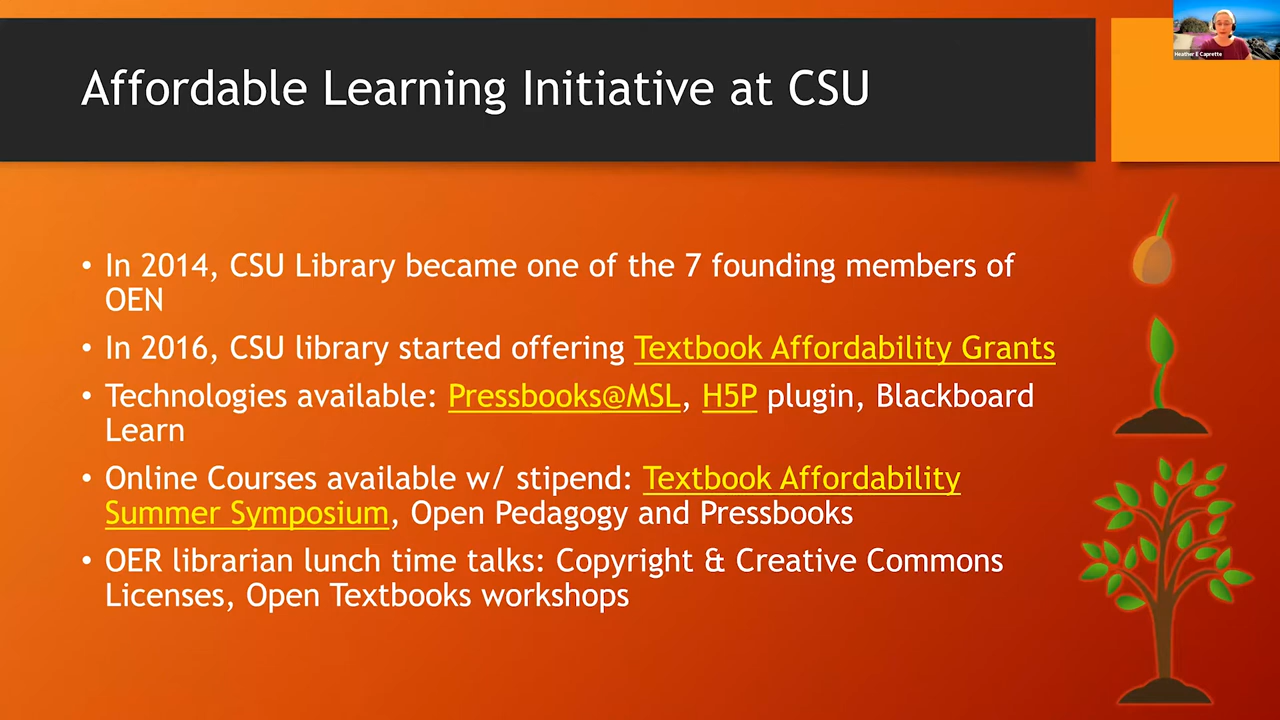 Heather E Caprette
Affordable Learning Initiative at CSU
• In 2014, CSU Library became one of the 7 founding members of
OEN
• In 2016, CSU library started offering Textbook Affordability Grants
• Technologies available: Pressbooks@MSL, H5P plugin, Blackboard
Learn
• Online Courses available w/ stipend: Textbook Affordability
Summer Symposium, Open Pedagogy and Pressbooks
• OER librarian lunch time talks: Copyright & Creative Commons
Licenses, Open Textbooks workshops